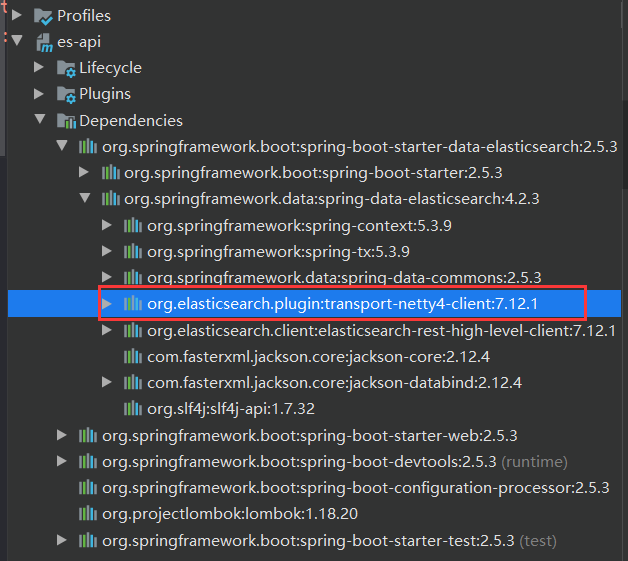 Profiles
es-api
Lifecycle
Plugins
Dependencies
org.springframework.boot:spring-boot-starter-data-elasticsearch:2.5.3
org.springframework.boot:spring-boot-starter:2.5.3
org.springframework.data:spring-data-elasticsearch:4.2.3
org.springframework:spring-context:5.3.9
org.springframework:spring-tx:5.3.9
org.springframework.data:spring-data-commons:2.5.3
org.elasticsearch.plugin:transport-netty4-client:7.12.1
org.elasticsearch.client:elasticsearch-rest-high-level-client:7.12.1
com.fasterxml.jackson.core:jackson-core:2.12.4
com.fasterxml.jackson.core:jackson-databind:2.12.4
org.slf4j:slf4j-api:1.7.32
org.springframework.boot:spring-boot-starter-web:2.5.3
org.springframework.boot:spring-boot-devtools:2.5.3 (runtime)
org.springframework.boot:spring-boot-configuration-processor:2.5.3
org.projectlombok:lombok:1.18.20
org.springframework.boot:spring-boot-starter-test:2.5.3 (test)